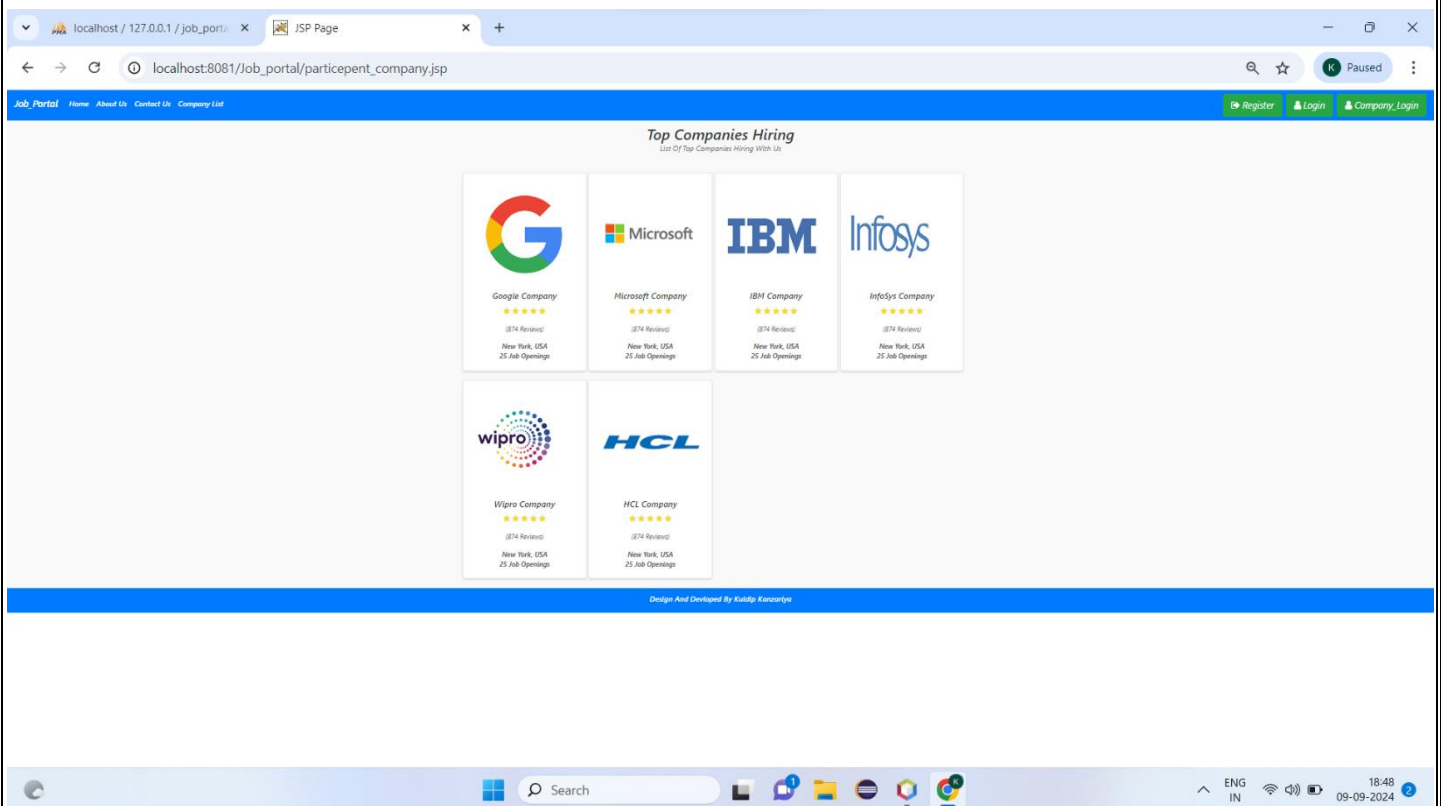 localhost / 127.0.0.1 / job_porta
JSP Page
localhost:8081/Job_portal/particepent_company.jsp
K Paused
Job_Portal Home About Us Contact Us Company List
Register Login Company_Login
Top Companies Hiring
List Of Top Companies Hiring With Us
Microsoft IBM Infosys
Google Company Microsoft Company IBM Company InfoSys Company
(874 Reviews) (874 Reviews) (874 Reviews) (874 Reviews)
New York, USA New York, USA New York, USA New York, USA
25 Job Openings 25 Job Openings 25 Job Openings 25 Job Openings
wipro HCL
Wipro Company HCL Company
(874 Reviews) (874 Reviews)
New York, USA New York, USA
25 Job Openings 25 Job Openings
Design And Devloped By Kuldip Kanzariya
Search
1
K
ENG
IN
18:48
09-09-2024
2